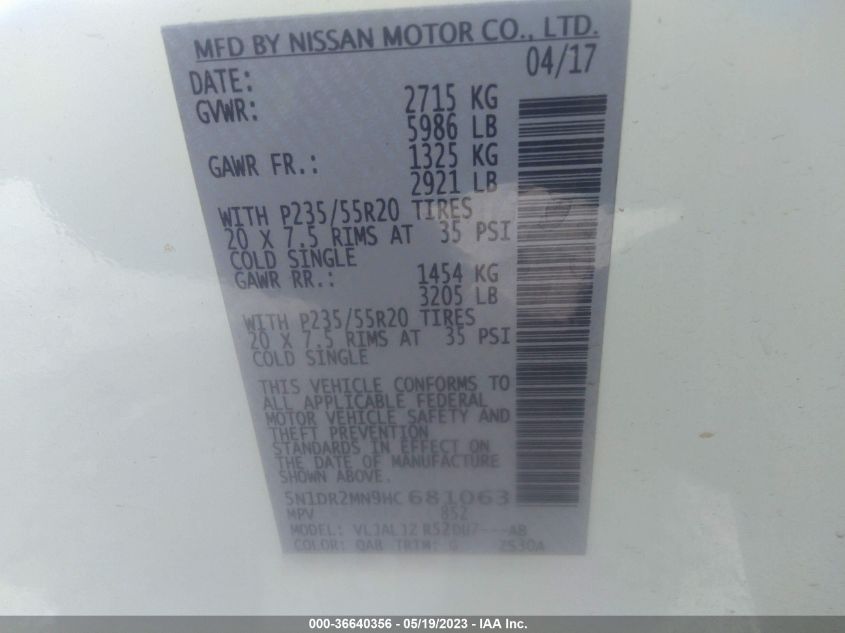 MFD BY NISSAN MOTOR CO., LTD.
DATE: 04/17
GVWR: 2715 KG
5986 LB
GAWR FR.: 1325 KG
2921 LB
WITH P235/55R20 TIRES
20 X 7.5 RIMS AT 35 PSI
COLD SINGLE
GAWR RR.: 1454 KG
3205 LB
WITH P235/55R20 TIRES
20 X 7.5 RIMS AT 35 PSI
COLD SINGLE
THIS VEHICLE CONFORMS TO
ALL APPLICABLE FEDERAL
MOTOR VEHICLE SAFETY AND
THEFT PREVENTION
STANDARDS IN EFFECT ON
THE DATE OF MANUFACTURE
SHOWN ABOVE.
5N1DR2MN9HC681063
MPV 852
MODEL:
COLOR: QAB TRIM: G
000-36640356 - 05/19/2023 - IAA Inc.